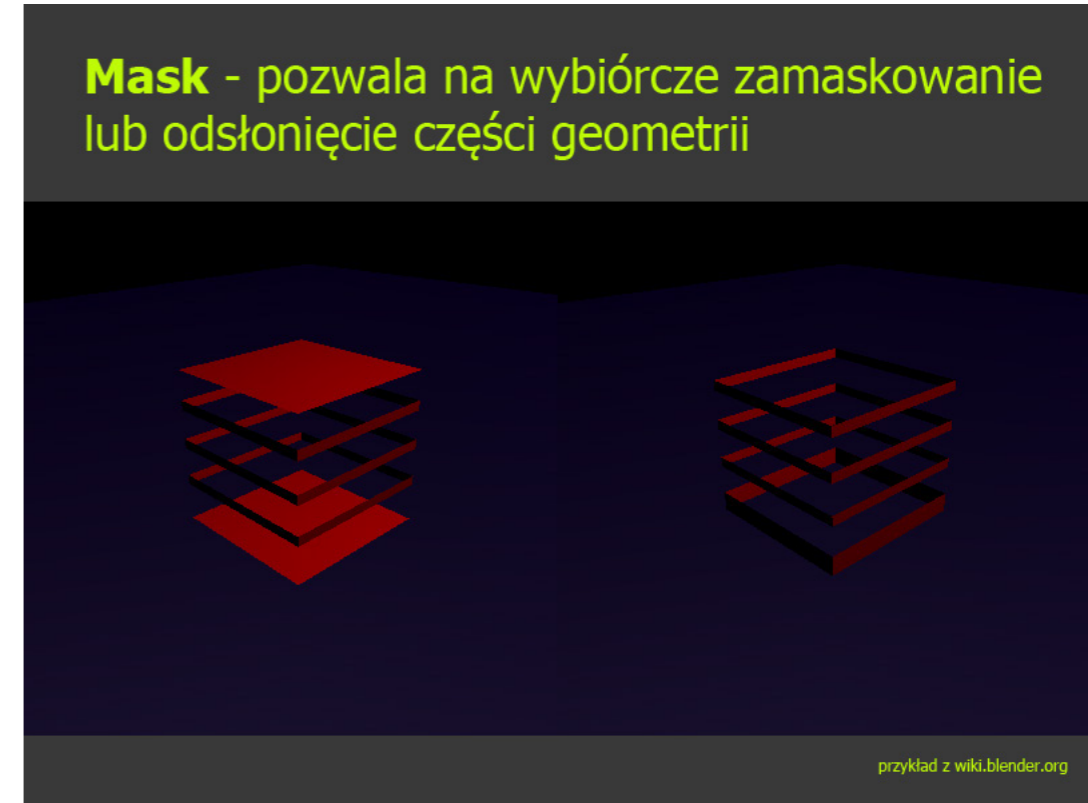 Mask - pozwala na wybiórcze zamaskowanie
lub odsłonięcie części geometrii
przykład z wiki.blender.org